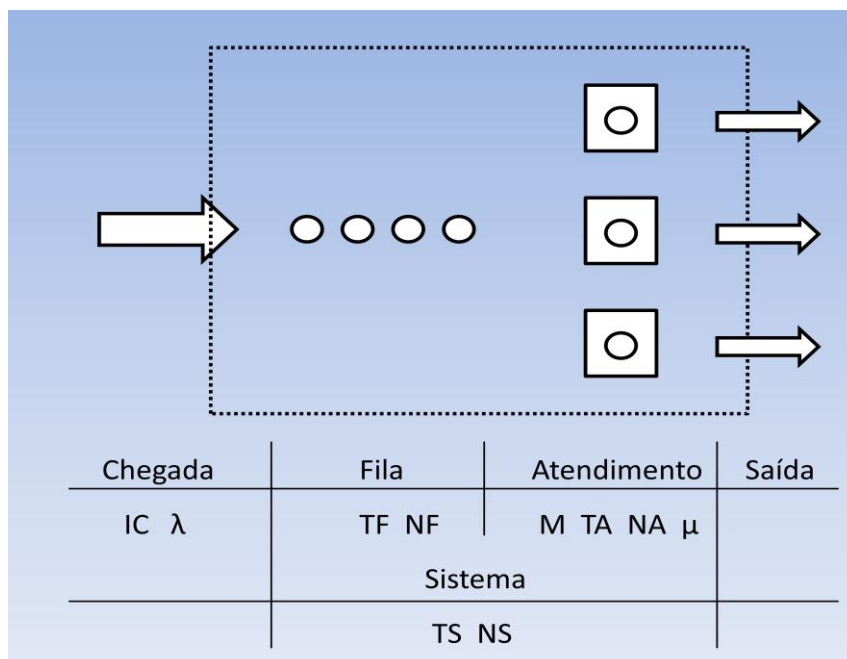 Chegada Fila Atendimento Saída
IC λ TF NF M TA NA μ
Sistema
TS NS